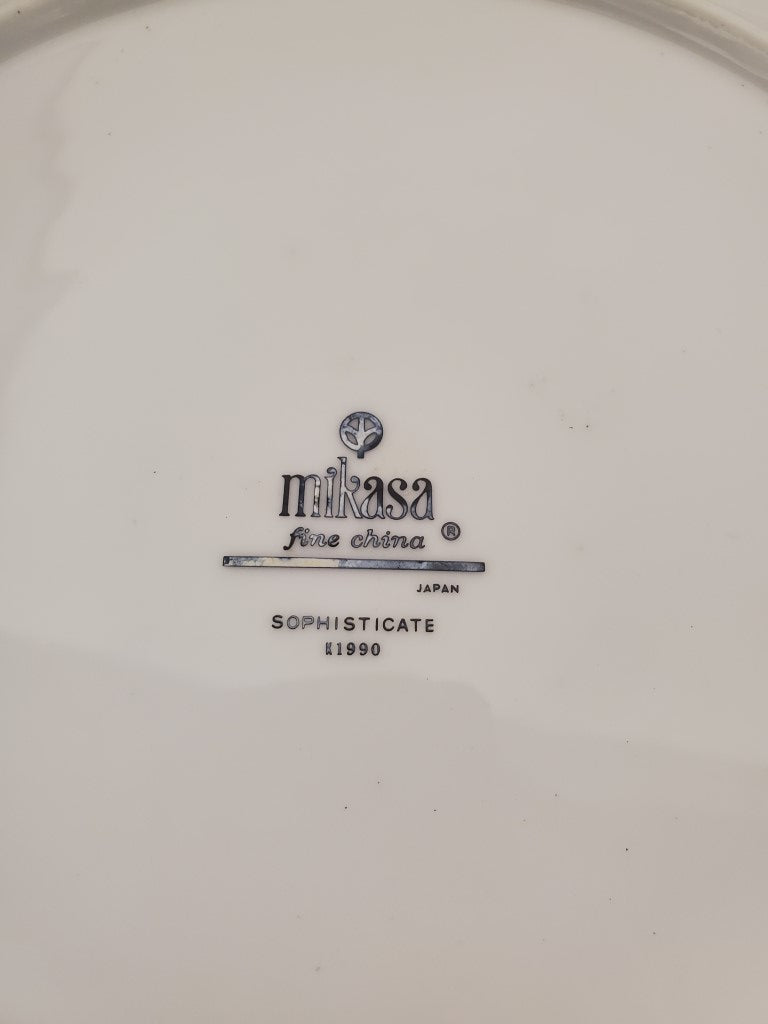 mikasa
fine china ®
JAPAN
SOPHISTICATE
K1990